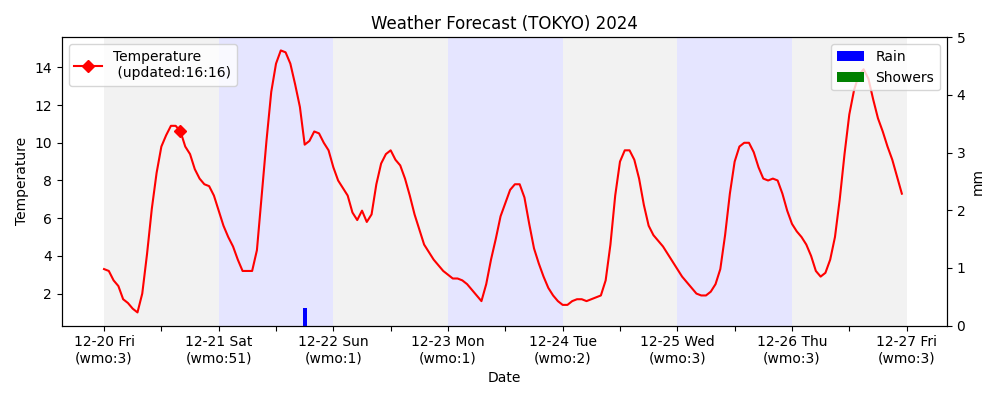 Weather Forecast (TOKYO) 2024
Temperature
(updated:16:16)
Rain
Showers
Temperature
14
12
10
8
6
4
2
5
4
3
2
1
0
mm
12-20 Fri
(wmo:3)
12-21 Sat
(wmo:51)
12-22 Sun
(wmo:1)
12-23 Mon
(wmo:1)
12-24 Tue
(wmo:2)
12-25 Wed
(wmo:3)
12-26 Thu
(wmo:3)
12-27 Fri
(wmo:3)
Date